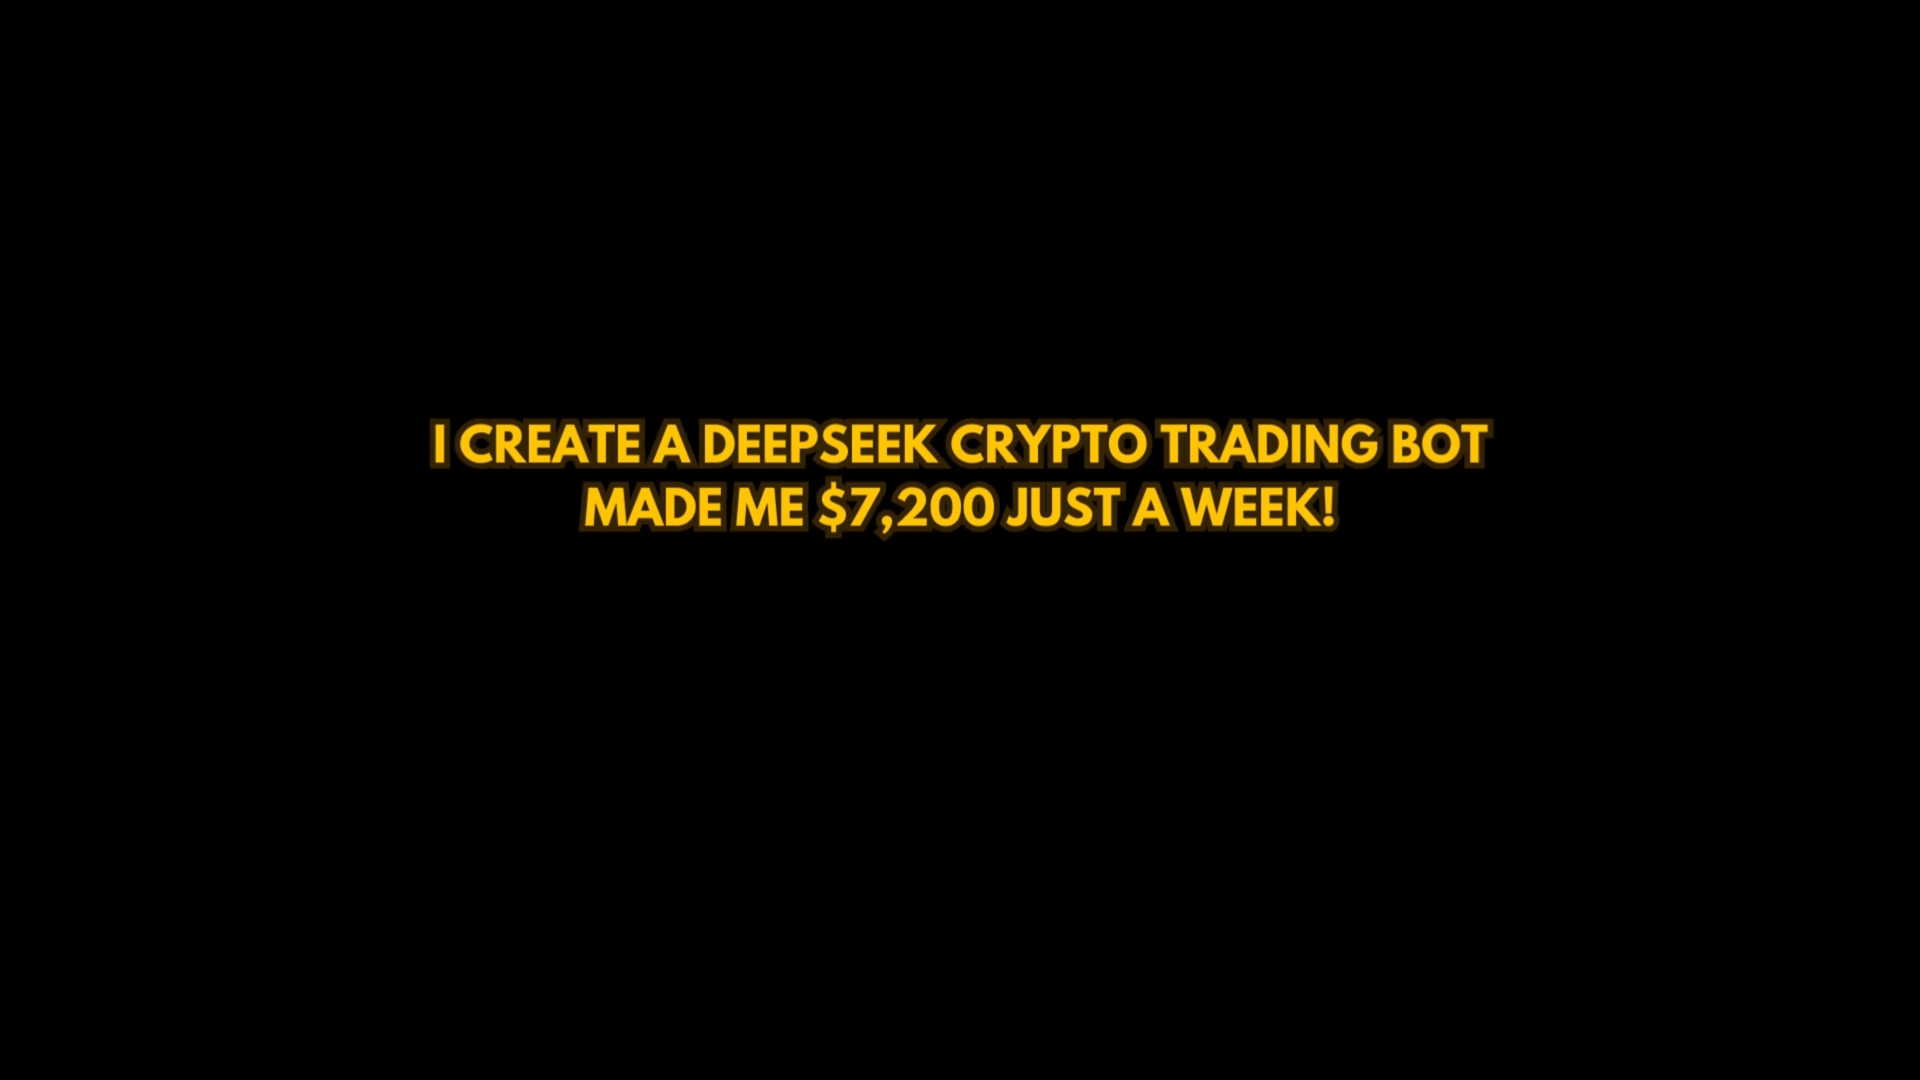 I CREATE A DEEPSEEK CRYPTO TRADING BOT
MADE ME $7,200 JUST A WEEK!